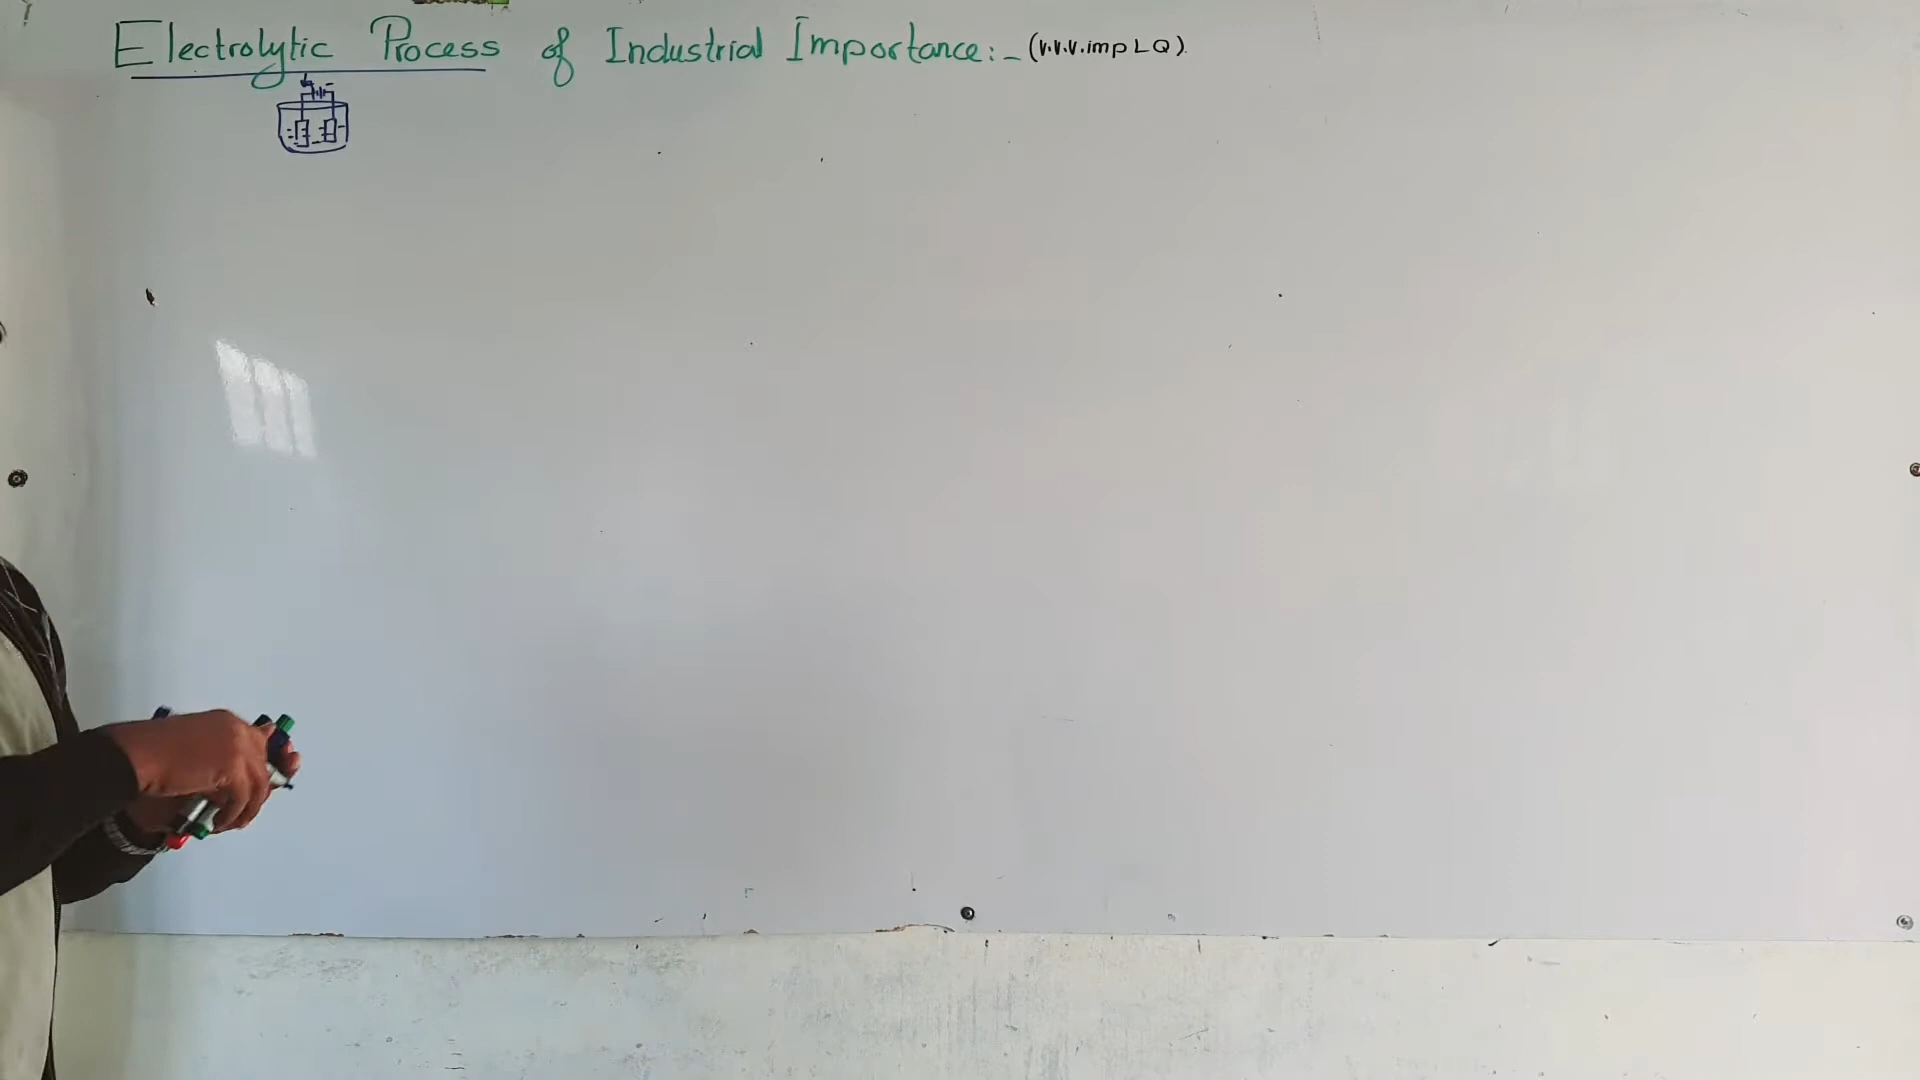 Electrolytic Process of Industrial Importance:- (v.v.v.imp LQ).